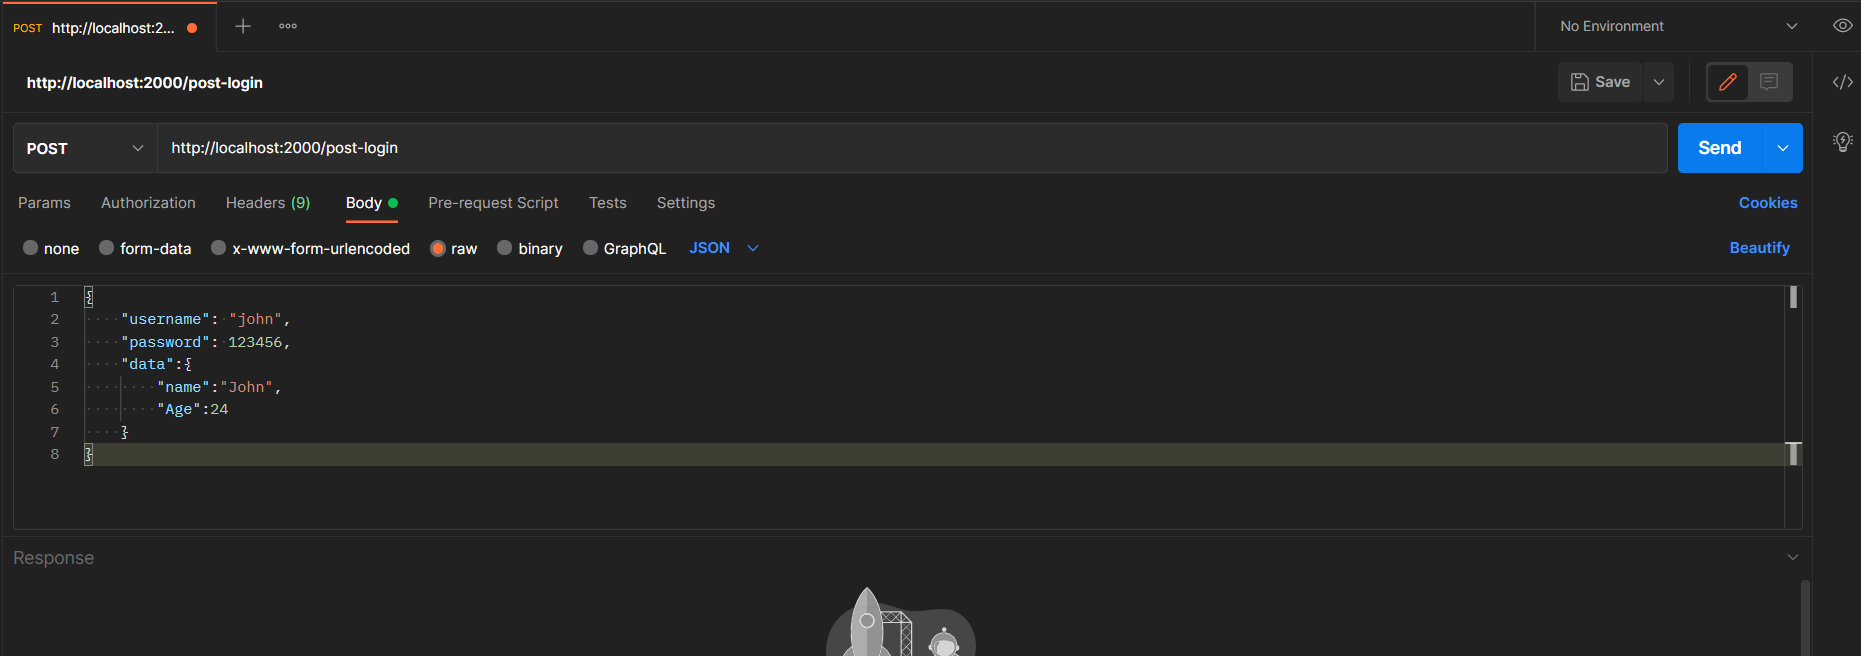 POST http://localhost:2...
No Environment
http://localhost:2000/post-login
Save
POST http://localhost:2000/post-login Send
Params Authorization Headers (9) Body Pre-request Script Tests Settings Cookies
none form-data x-www-form-urlencoded raw binary GraphQL JSON Beautify
1 {
2 "username": "john",
3 "password": 123456,
4 "data":{
5 "name":"John",
6 "Age":24
7 }
8 }
Response